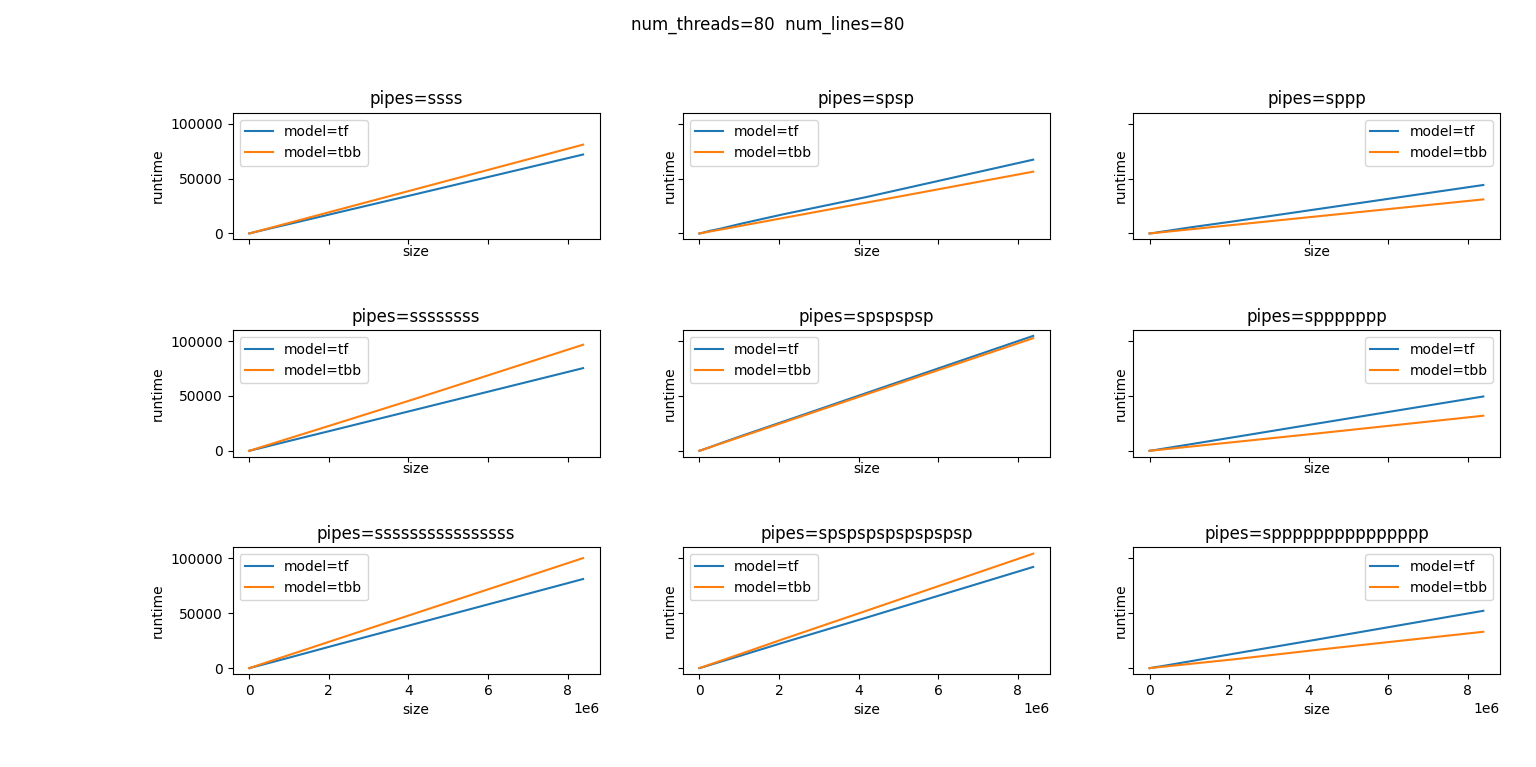 num_threads=80 num_lines=80
pipes=ssss
100000
50000
0
runtime
model=tf
model=tbb
size
pipes=spsp
runtime
model=tf
model=tbb
size
pipes=sppp
runtime
model=tf
model=tbb
size
pipes=ssssssss
100000
50000
0
runtime
model=tf
model=tbb
size
pipes=spspspsp
runtime
model=tf
model=tbb
size
pipes=sppppppp
runtime
model=tf
model=tbb
size
pipes=ssssssssssssssss
100000
50000
0
runtime
model=tf
model=tbb
0 2 4 6 8
size
1e6
pipes=spspspspspspspsp
runtime
model=tf
model=tbb
0 2 4 6 8
size
1e6
pipes=sppppppppppppppp
runtime
model=tf
model=tbb
0 2 4 6 8
size
1e6